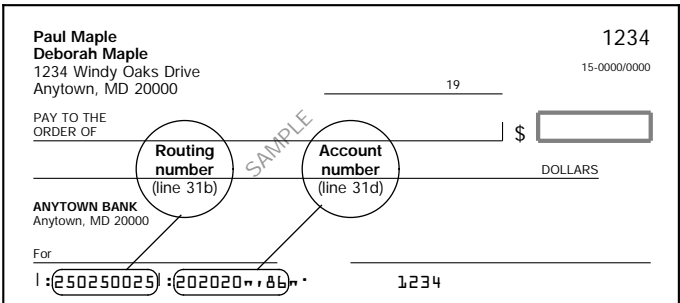 Paul Maple
Deborah Maple
1234 Windy Oaks Drive
Anytown, MD 20000
1234
15-0000/0000
19
PAY TO THE
ORDER OF
$
SAMPLE
Routing
number
(line 31b)
Account
number
(line 31d)
DOLLARS
ANYTOWN BANK
Anytown, MD 20000
For
|:250250025|:202020"'86". 1234